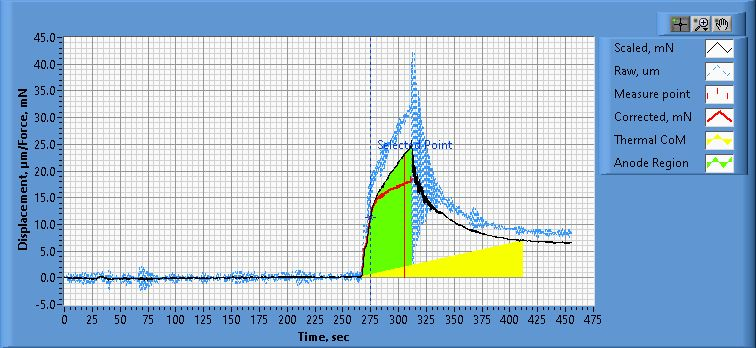 45.0
40.0
35.0
30.0
25.0
20.0
15.0
10.0
5.0
0.0
-5.0
Displacement, µm/Force, mN
0 25 50 75 100 125 150 175 200 225 250 275 300 325 350 375 400 425 450 475
Time, sec
Selected Point
Scaled, mN
Raw, um
Measure point
Corrected, mN
Thermal CoM
Anode Region